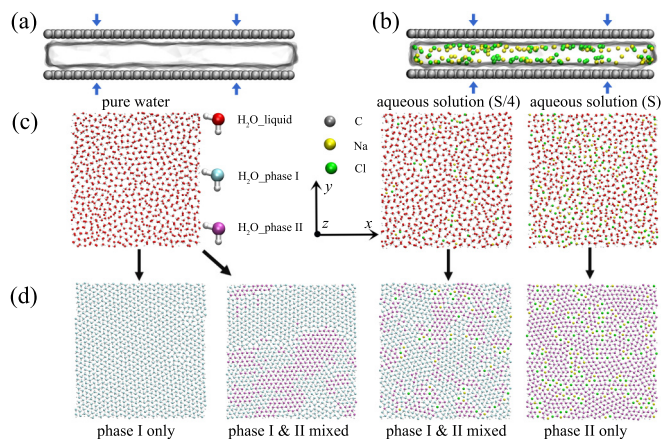 (a)
(b)
pure water
aqueous solution (S/4)
aqueous solution (S)
(c)
H2O_liquid
C
H2O_phase I
Na
Cl
H2O_phase II
y
z
x
(d)
phase I only
phase I & II mixed
phase I & II mixed
phase II only